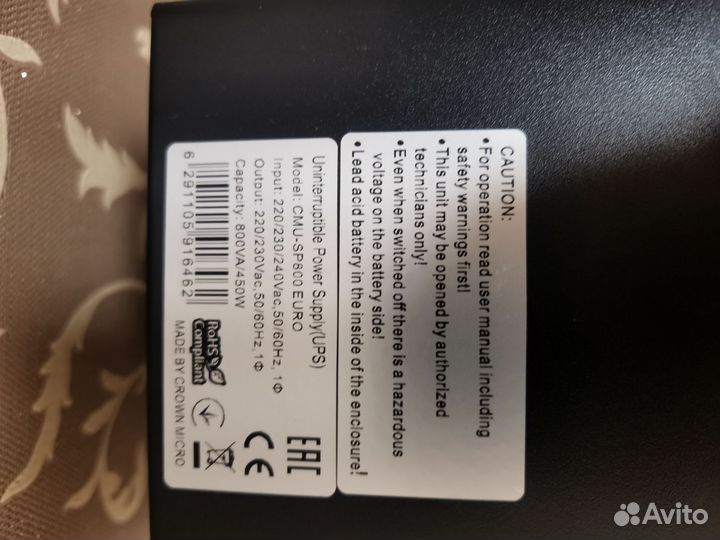 CAUTION:
•For operation read user manual including
safety warnings first!
•This unit may be opened by authorized
technicians only!
•Even when switched off there is a hazardous
voltage on the battery side!
•Lead acid battery in the inside of the enclosure!
Uninterruptible Power Supply(UPS)
Model: CMU-SP800 EURO
Input: 220/230/240Vac,50/60Hz, 1Φ
Output: 220/230Vac,50/60Hz,1Φ
Capacity: 800VA/450W
6291105916462
RoHS
Compliant
EAC
CE
MADE BY CROWN MICRO
Avito